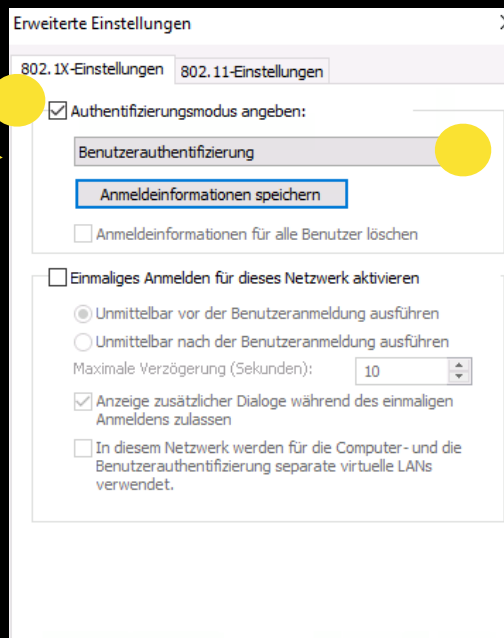 Erweiterte Einstellungen
802.1X-Einstellungen 802.11-Einstellungen
Authentifizierungsmodus angeben:
Benutzerauthentifizierung
Anmeldeinformationen speichern
Anmeldeinformationen für alle Benutzer löschen
Einmaliges Anmelden für dieses Netzwerk aktivieren
Unmittelbar vor der Benutzeranmeldung ausführen
Unmittelbar nach der Benutzeranmeldung ausführen
Maximale Verzögerung (Sekunden): 10
Anzeige zusätzlicher Dialoge während des einmaligen
Anmeldens zulassen
In diesem Netzwerk werden für die Computer- und die
Benutzerauthentifizierung separate virtuelle LANs
verwendet.